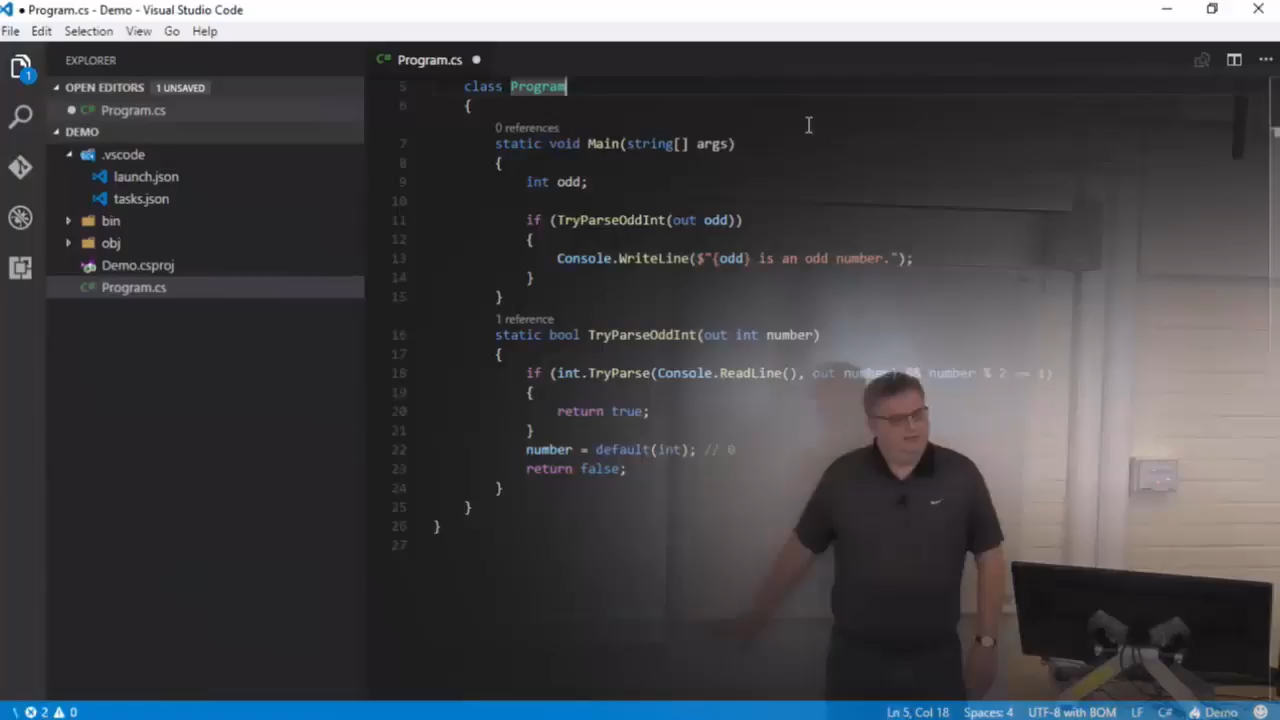 ● Program.cs - Demo - Visual Studio Code
File Edit Selection View Go Help
EXPLORER
OPEN EDITORS 1 UNSAVED
Program.cs
DEMO
.vscode
launch.json
tasks.json
bin
obj
Demo.csproj
Program.cs
1
C# Program.cs
5 class Program
6 {
0 references
7 static void Main(string[] args)
8 {
9 int odd;
10
11 if (TryParseOddInt(out odd))
12 {
13 Console.WriteLine($"{odd} is an odd number.");
14 }
15 }
1 reference
16 static bool TryParseOddInt(out int number)
17 {
18 if (int.TryParse(Console.ReadLine(), out number) && number % 2 == 1)
19 {
20 return true;
21 }
22 number = default(int); // 0
23 return false;
24 }
25 }
26 }
27
2 0 Ln 5, Col 18 Spaces: 4 UTF-8 with BOM LF C# Demo